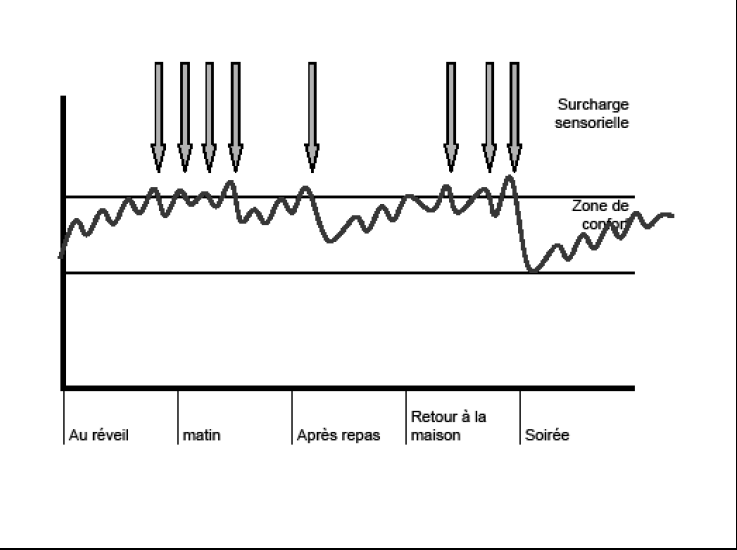 Surcharge
sensorielle
Zone de
confort
Au réveil
matin
Après repas
Retour à la
maison
Soirée